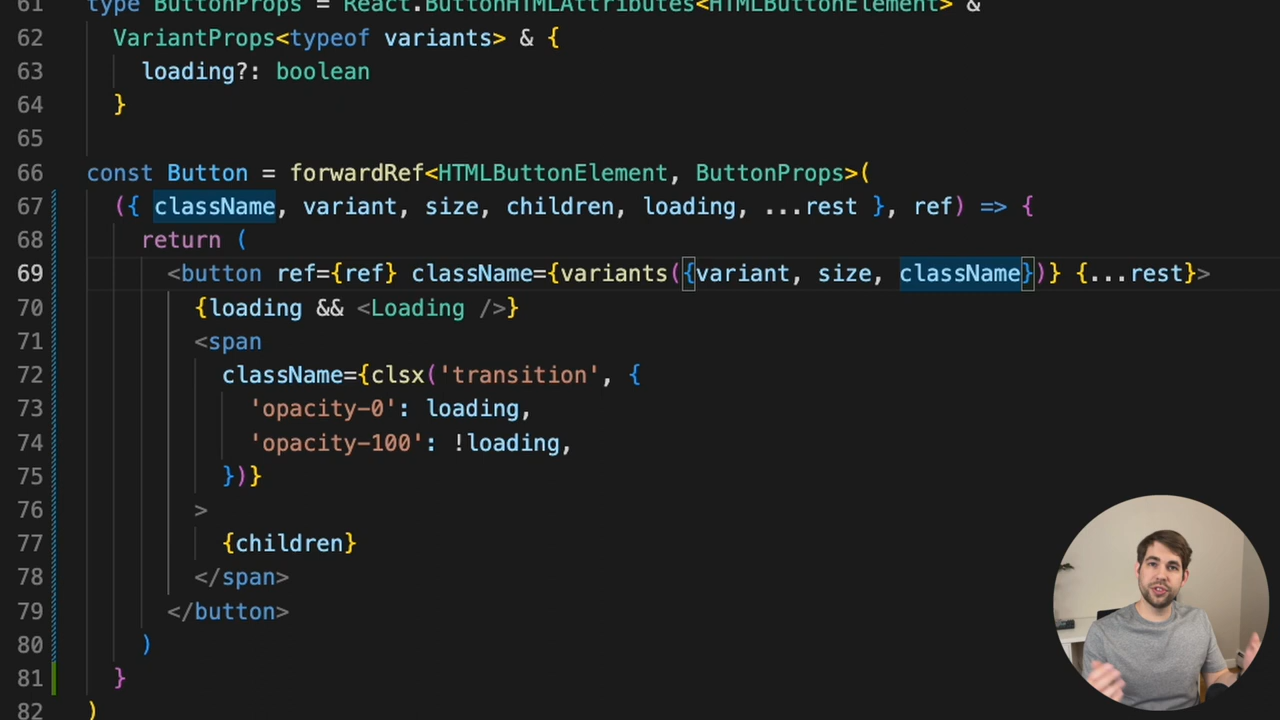 61 type ButtonProps = React.ButtonHTMLAttributes<HTMLButtonElement> &
62 VariantProps<typeof variants> & {
63 loading?: boolean
64 }
65
66 const Button = forwardRef<HTMLButtonElement, ButtonProps>(
67 ({ className, variant, size, children, loading, ...rest }, ref) => {
68 return (
69 <button ref={ref} className={variants({variant, size, className})} {...rest}>
70 {loading && <Loading />}
71 <span
72 className={clsx('transition', {
73 'opacity-0': loading,
74 'opacity-100': !loading,
75 })}
76 >
77 {children}
78 </span>
79 </button>
80 )
81 }
82 )